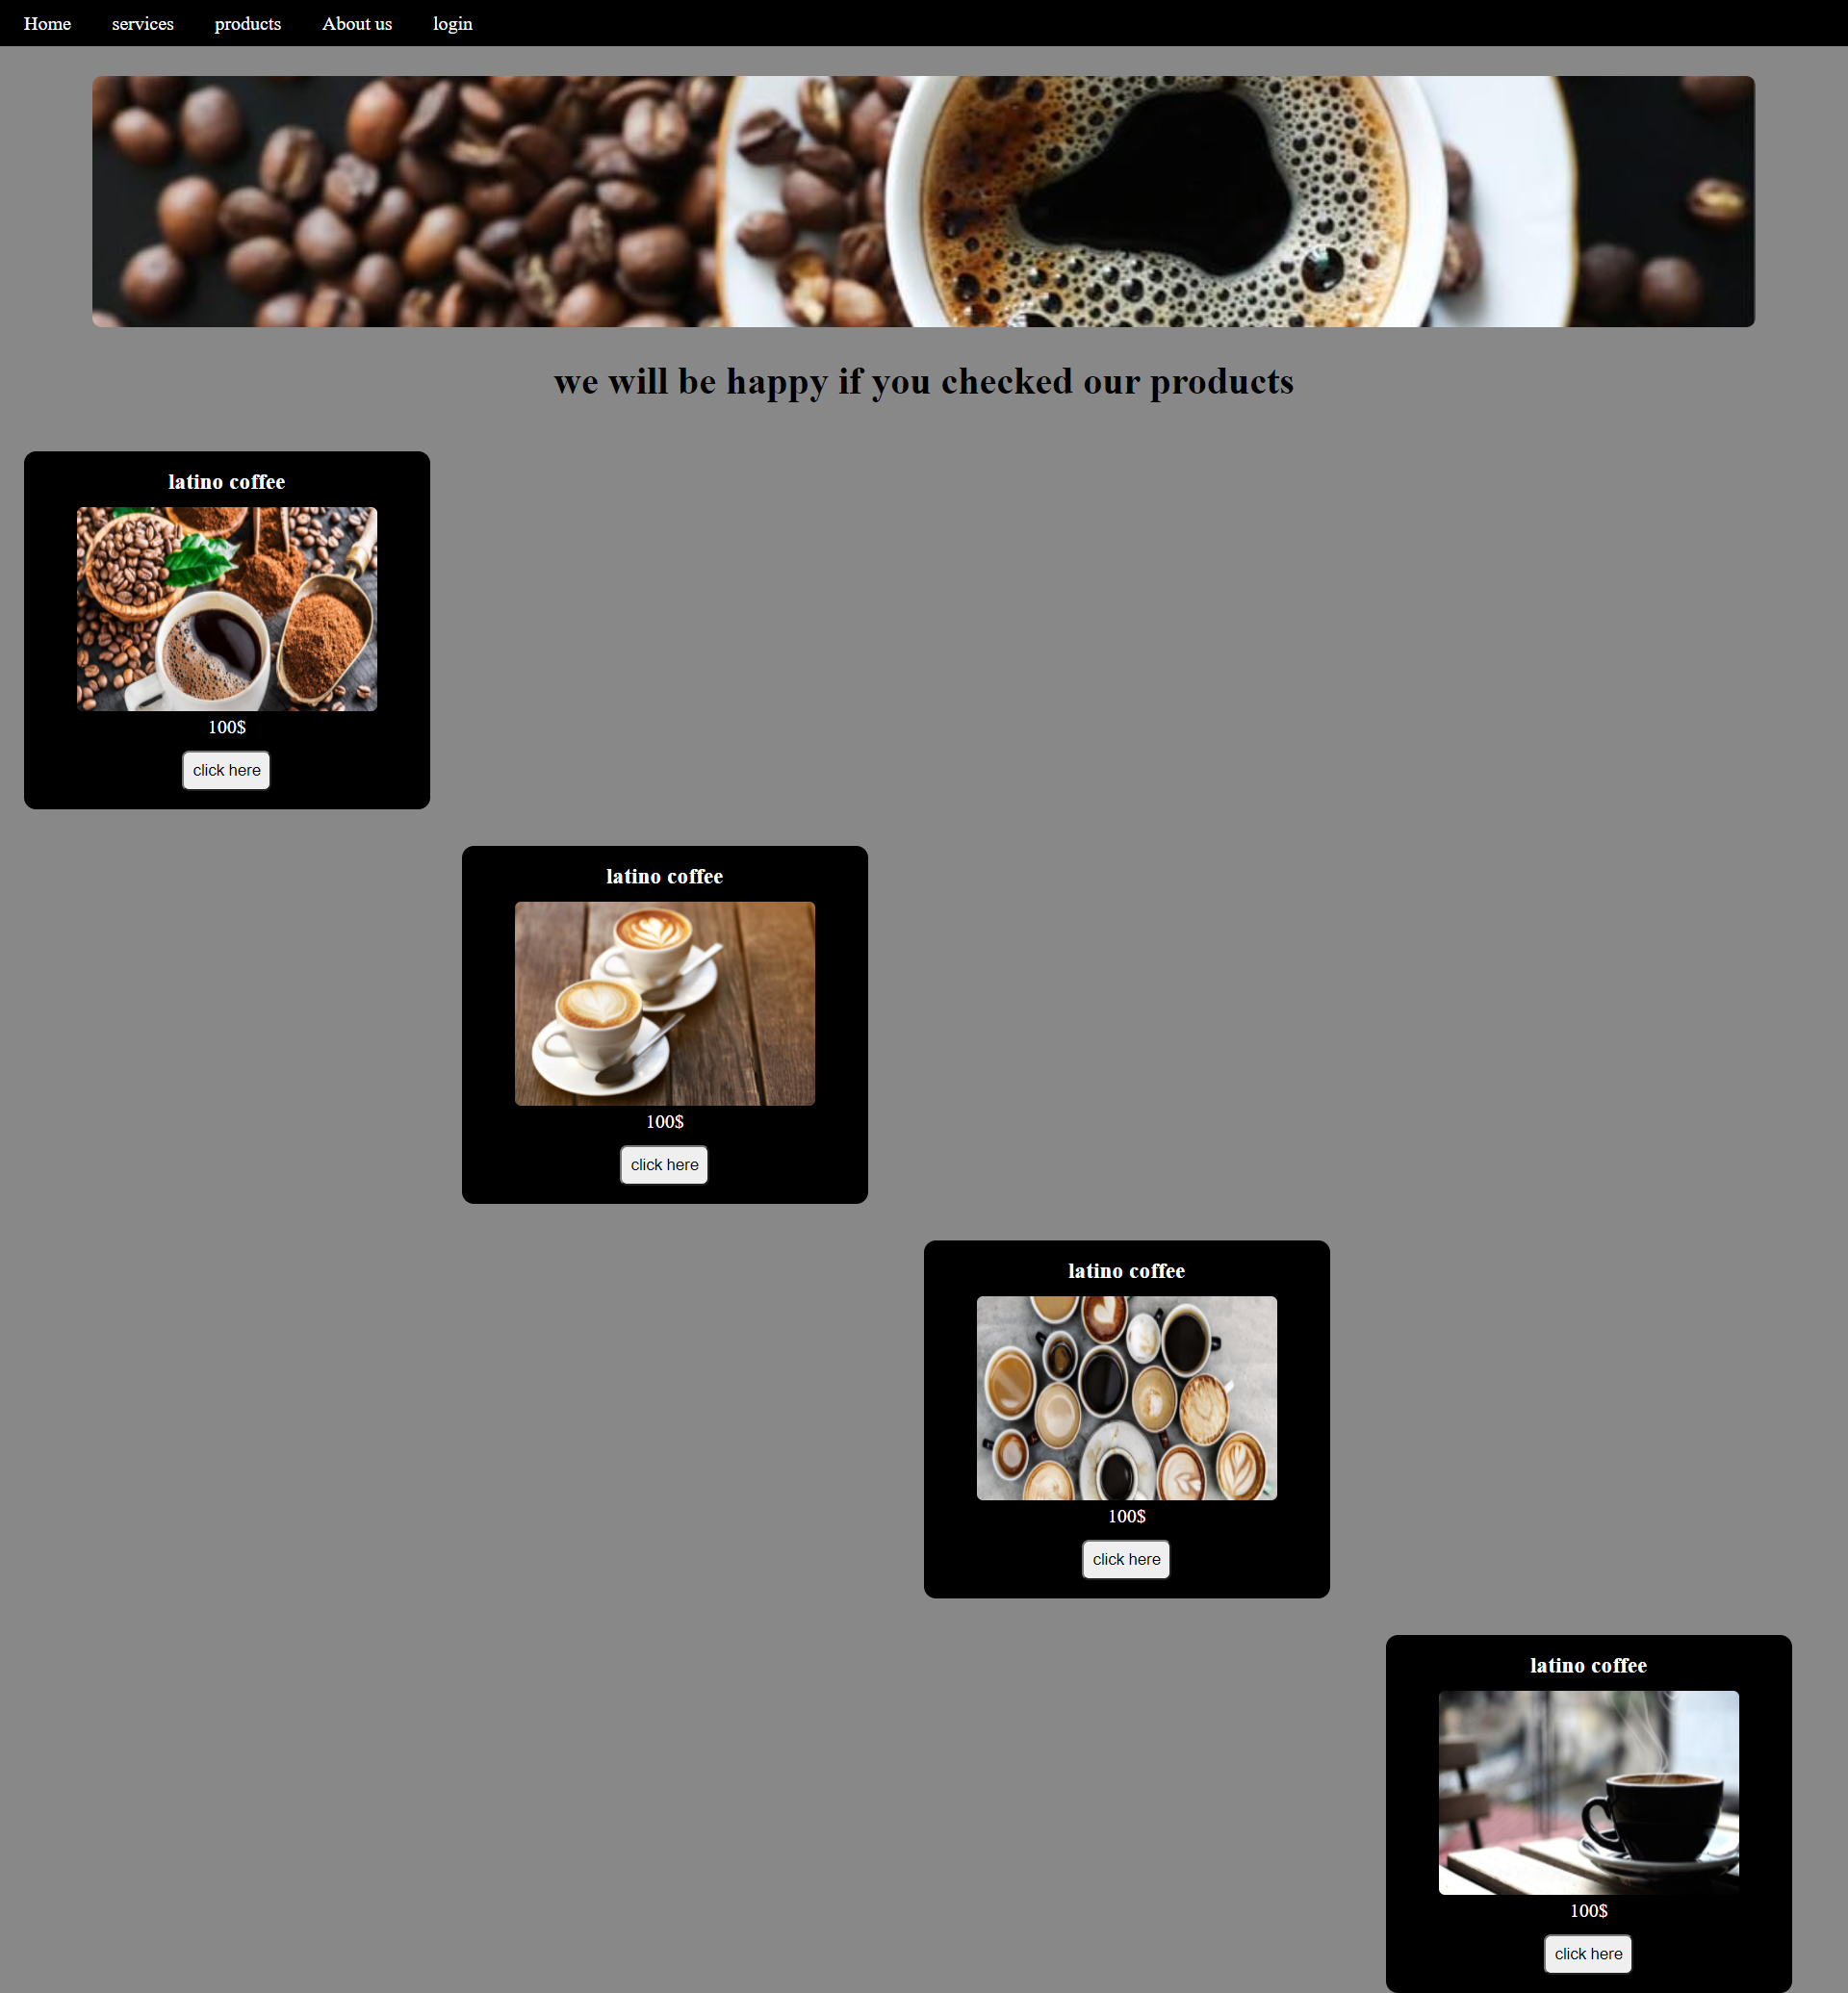 Home services products About us login
we will be happy if you checked our products
latino coffee
100$
click here
latino coffee
100$
click here
latino coffee
100$
click here
latino coffee
100$
click here